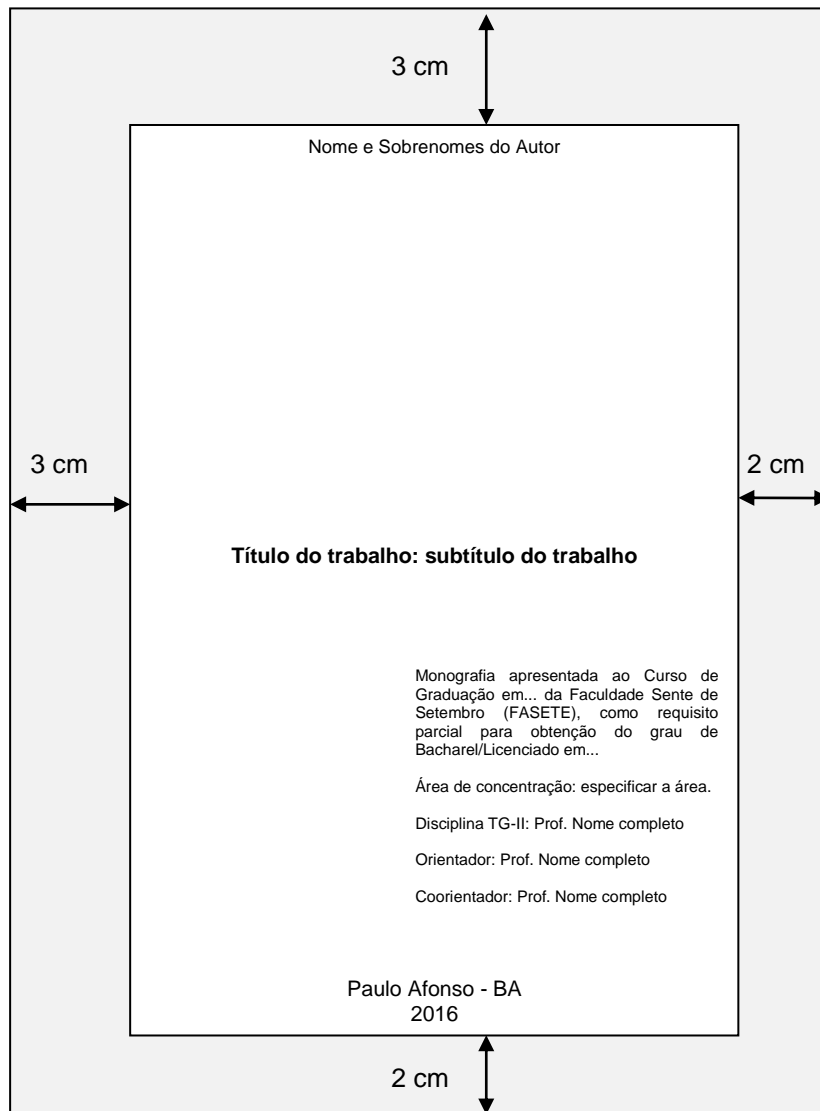 3 cm
Nome e Sobrenomes do Autor
3 cm
2 cm
Título do trabalho: subtítulo do trabalho
Monografia apresentada ao Curso de
Graduação em... da Faculdade Sente de
Setembro (FASETE), como requisito
parcial para obtenção do grau de
Bacharel/Licenciado em...
Área de concentração: especificar a área.
Disciplina TG-II: Prof. Nome completo
Orientador: Prof. Nome completo
Coorientador: Prof. Nome completo
Paulo Afonso - BA
2016
2 cm